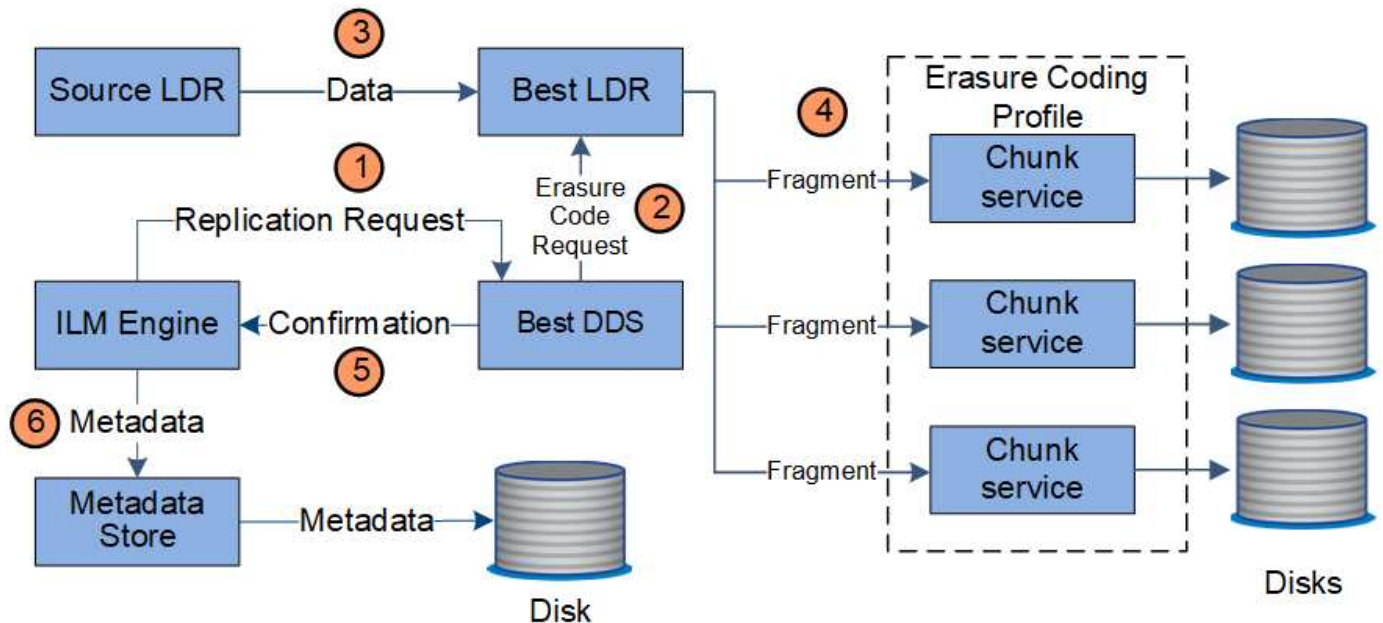 3
Source LDR
Data
Best LDR
1
Replication Request
Erasure
Code
Request
2
ILM Engine
Confirmation
Best DDS
5
6
Metadata
Metadata
Store
Metadata
Disk
4
Erasure Coding
Profile
Fragment
Chunk
service
Fragment
Chunk
service
Fragment
Chunk
service
Disks